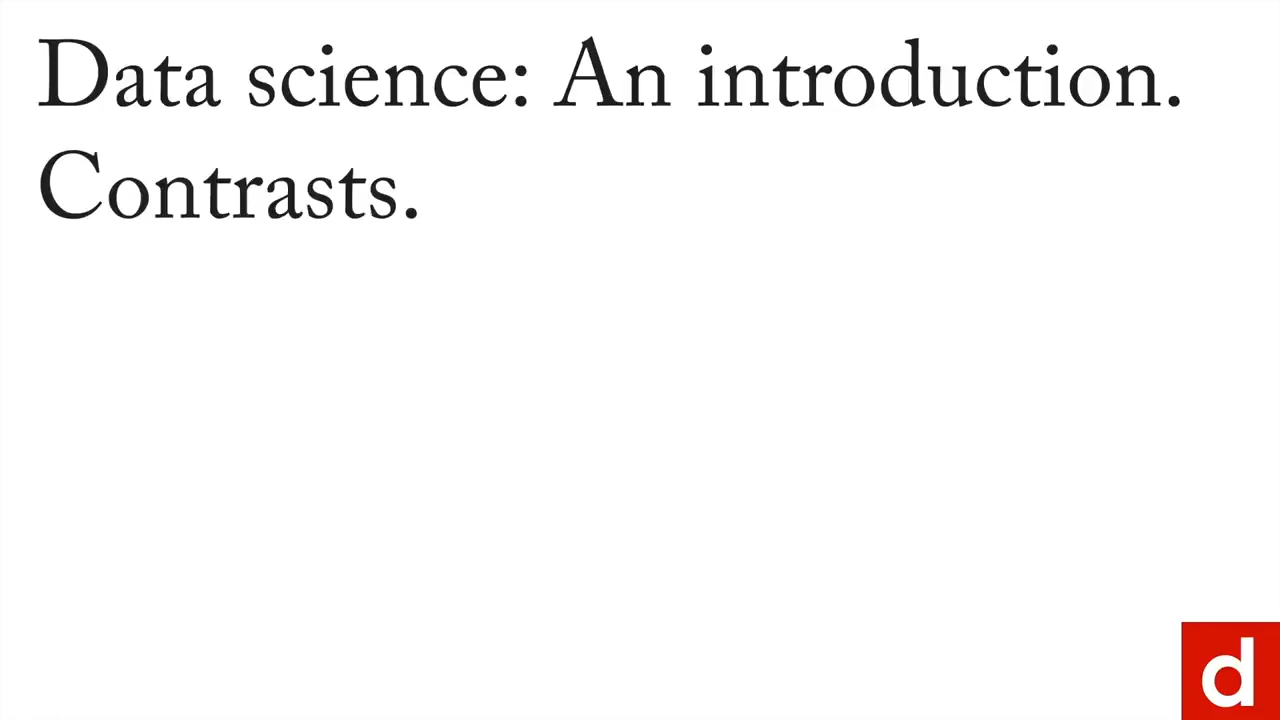 Data science: An introduction.
Contrasts.
d